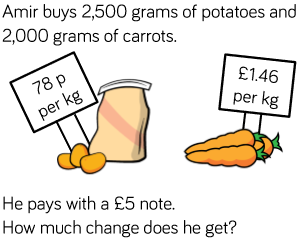 Amir buys 2,500 grams of potatoes and
2,000 grams of carrots.
78 p
per kg
£1.46
per kg
He pays with a £5 note.
How much change does he get?